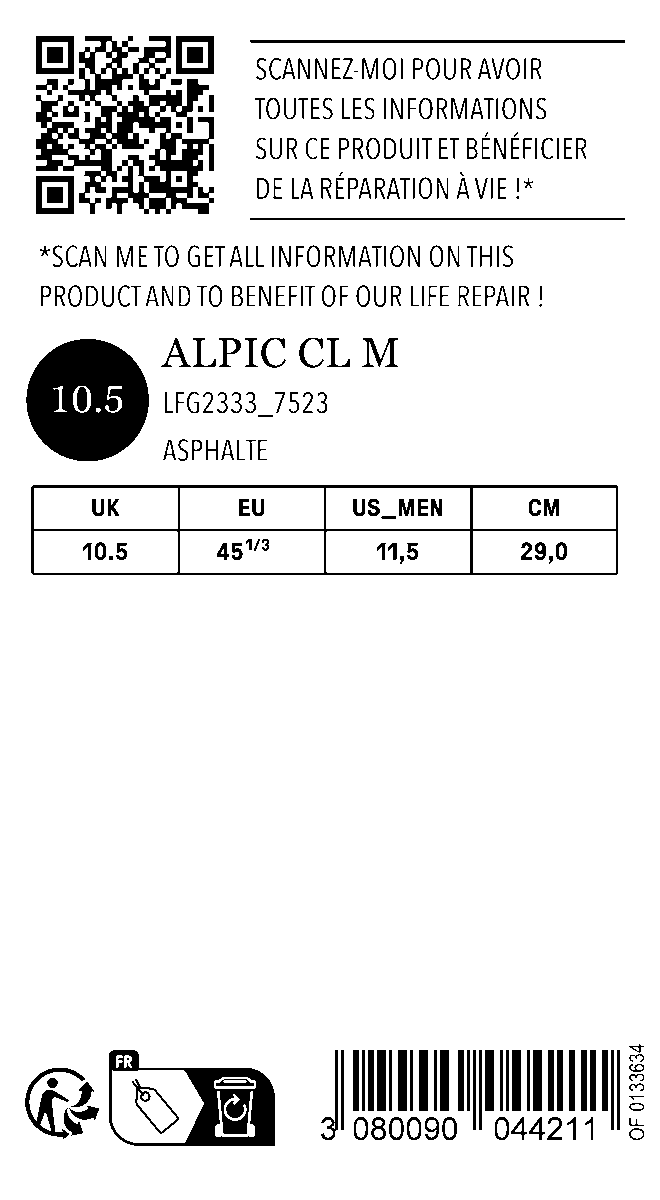 SCANNEZ-MOI POUR AVOIR
TOUTES LES INFORMATIONS
SUR CE PRODUIT ET BÉNÉFICIER
DE LA RÉPARATION À VIE !*
*SCAN ME TO GET ALL INFORMATION ON THIS
PRODUCT AND TO BENEFIT OF OUR LIFE REPAIR !
10.5
ALPIC CL M
LFG2333_7523
ASPHALTE
UK EU US_MEN CM
10.5 45 1/3 11,5 29,0
FR
3 080090 044211
OF 0133634